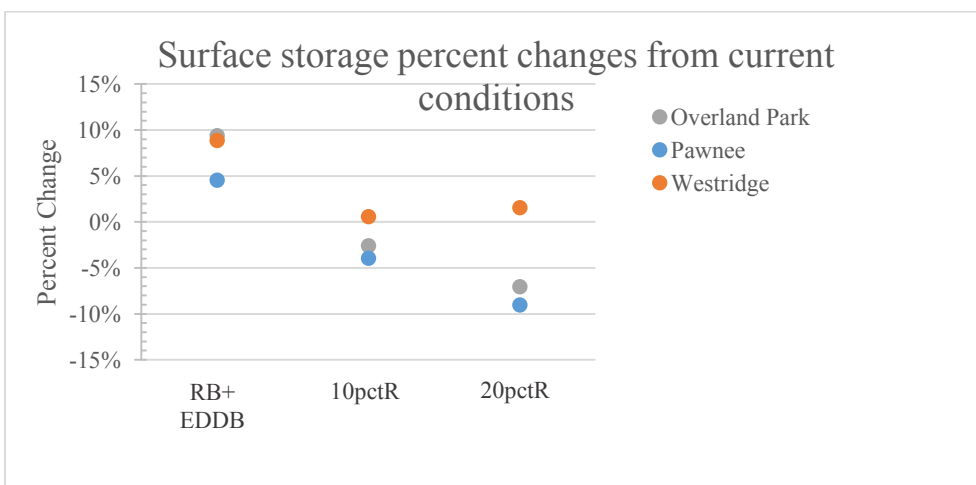 Surface storage percent changes from current
conditions
15%
10%
5%
0%
-5%
-10%
-15%
Percent Change
RB+
EDDB
10pctR
20pctR
Overland Park
Pawnee
Westridge